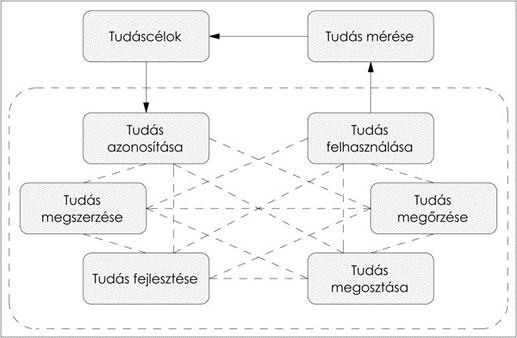 Tudáscélok
Tudás mérése
Tudás
azonosítása
Tudás
felhasználása
Tudás
megszerzése
Tudás
megőrzése
Tudás fejlesztése
Tudás
megosztása